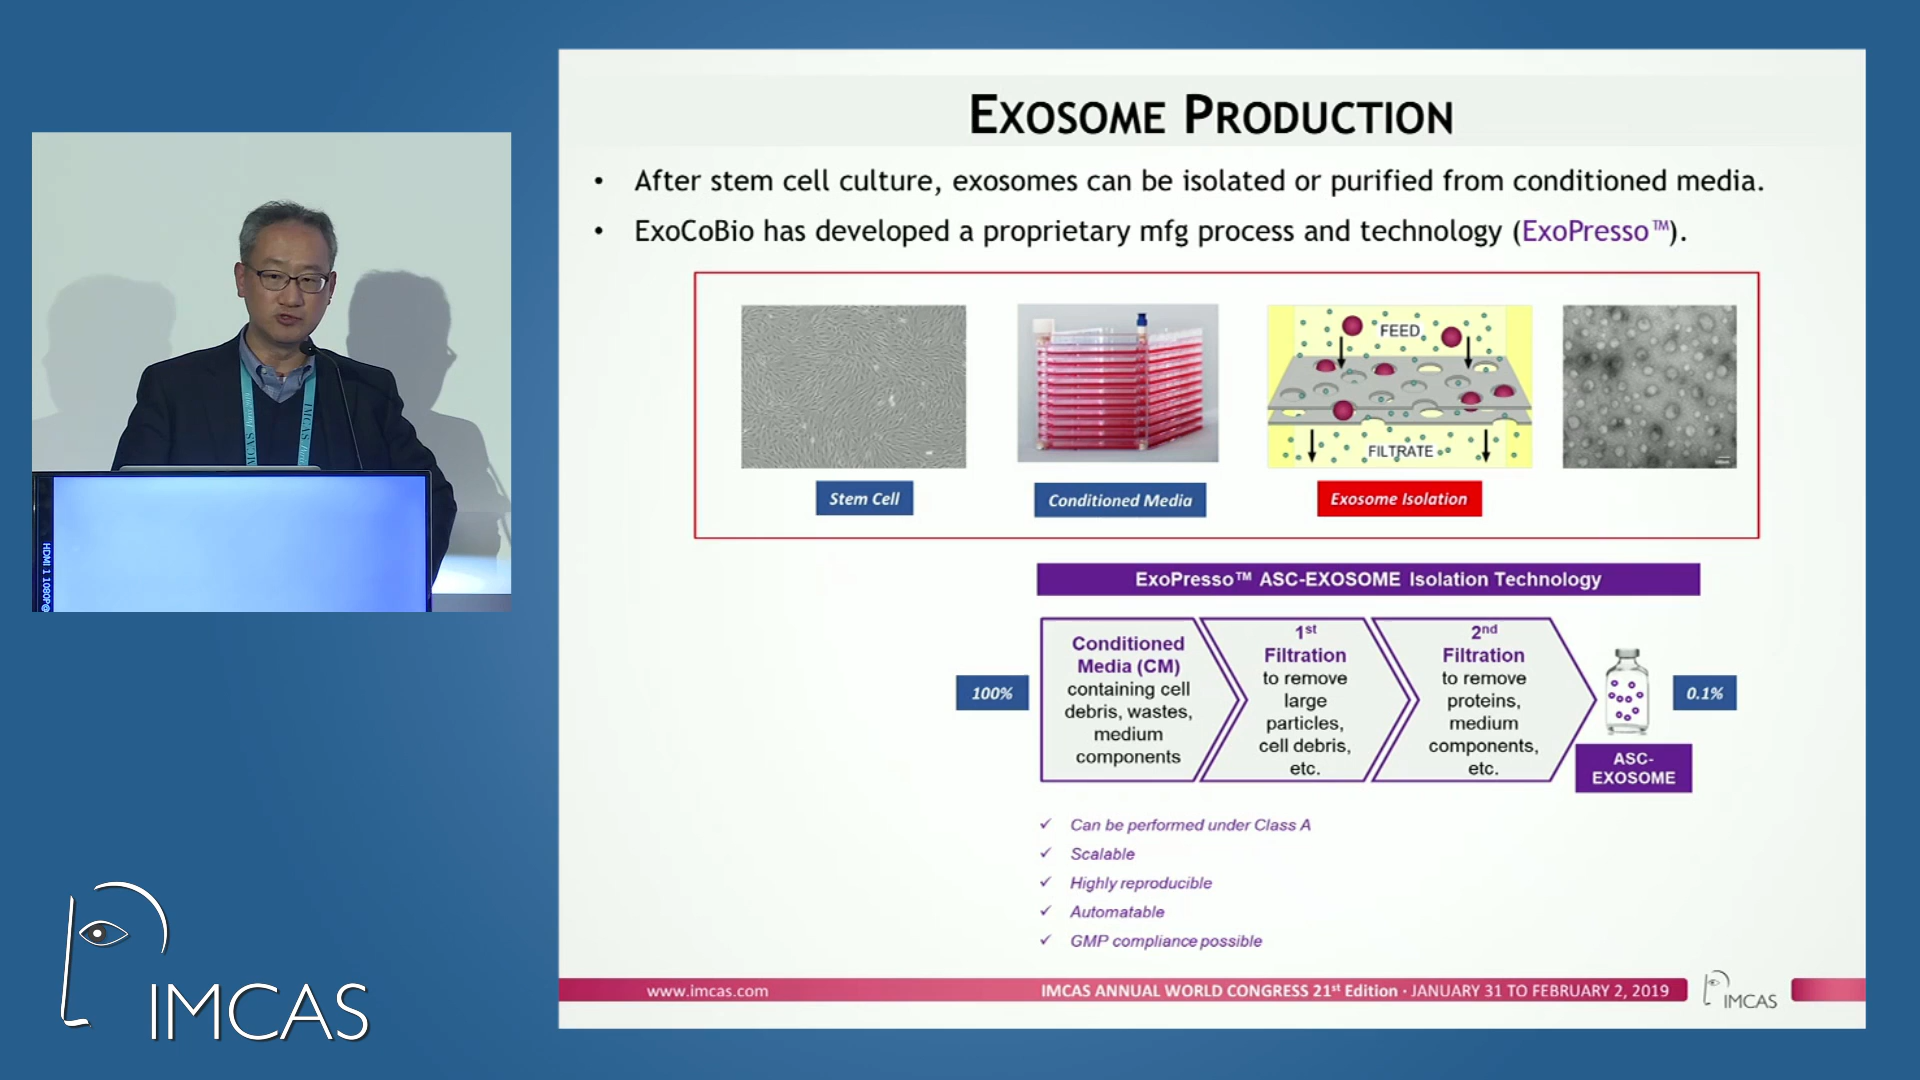 EXOSOME PRODUCTION
• After stem cell culture, exosomes can be isolated or purified from conditioned media.
• ExoCoBio has developed a proprietary mfg process and technology (ExoPresso™).
FEED
FILTRATE
Stem Cell
Conditioned Media
Exosome Isolation
ExoPresso™ ASC-EXOSOME Isolation Technology
100%
Conditioned
Media (CM)
containing cell
debris, wastes,
medium
components
1st
Filtration
to remove
large
particles,
cell debris,
etc.
2nd
Filtration
to remove
proteins,
medium
components,
etc.
0.1%
ASC-
EXOSOME
✓ Can be performed under Class A
✓ Scalable
✓ Highly reproducible
✓ Automatable
✓ GMP compliance possible
www.imcas.com
IMCAS ANNUAL WORLD CONGRESS 21st Edition · JANUARY 31 TO FEBRUARY 2, 2019
IMCAS
HDMI 1 1080P@
IMCAS
IMCAS